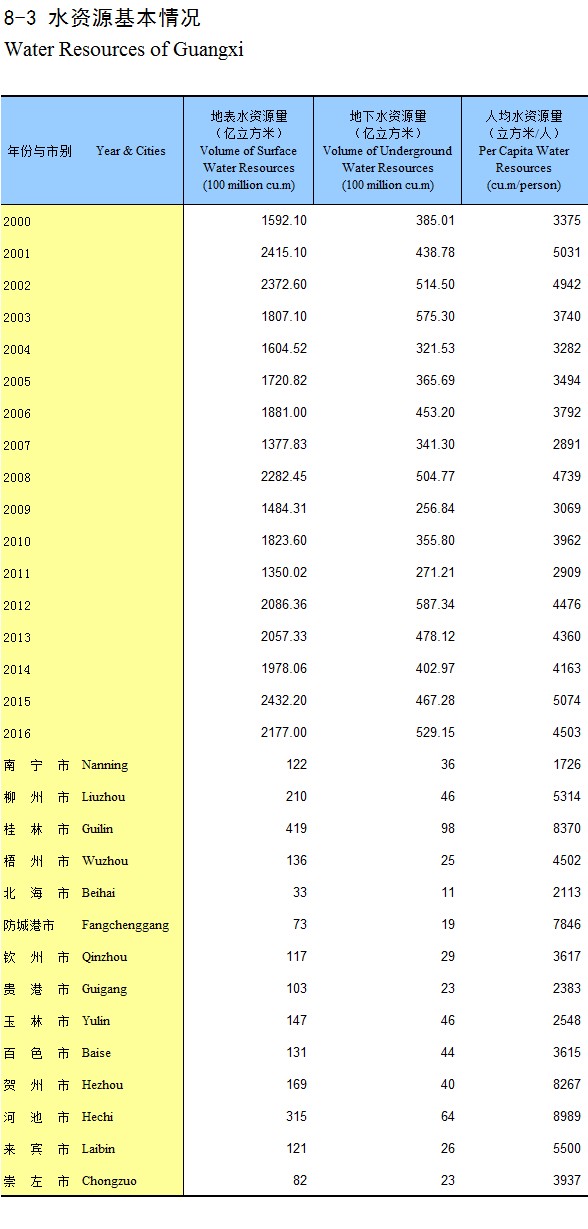 8-3 水资源基本情况
Water Resources of Guangxi
年份与市别 Year & Cities 地表水资源量（亿立方米） Volume of Surface Water Resources (100 million cu.m) 地下水资源量（亿立方米） Volume of Underground Water Resources (100 million cu.m) 人均水资源量（立方米/人） Per Capita Water Resources (cu.m/person)
2000 1592.10 385.01 3375
2001 2415.10 438.78 5031
2002 2372.60 514.50 4942
2003 1807.10 575.30 3740
2004 1604.52 321.53 3282
2005 1720.82 365.69 3494
2006 1881.00 453.20 3792
2007 1377.83 341.30 2891
2008 2282.45 504.77 4739
2009 1484.31 256.84 3069
2010 1823.60 355.80 3962
2011 1350.02 271.21 2909
2012 2086.36 587.34 4476
2013 2057.33 478.12 4360
2014 1978.06 402.97 4163
2015 2432.20 467.28 5074
2016 2177.00 529.15 4503
南宁市 Nanning 122 36 1726
柳州市 Liuzhou 210 46 5314
桂林市 Guilin 419 98 8370
梧州市 Wuzhou 136 25 4502
北海市 Beihai 33 11 2113
防城港市 Fangchenggang 73 19 7846
钦州市 Qinzhou 117 29 3617
贵港市 Guigang 103 23 2383
玉林市 Yulin 147 46 2548
百色市 Baise 131 44 3615
贺州市 Hezhou 169 40 8267
河池市 Hechi 315 64 8989
来宾市 Laibin 121 26 5500
崇左市 Chongzuo 82 23 3937